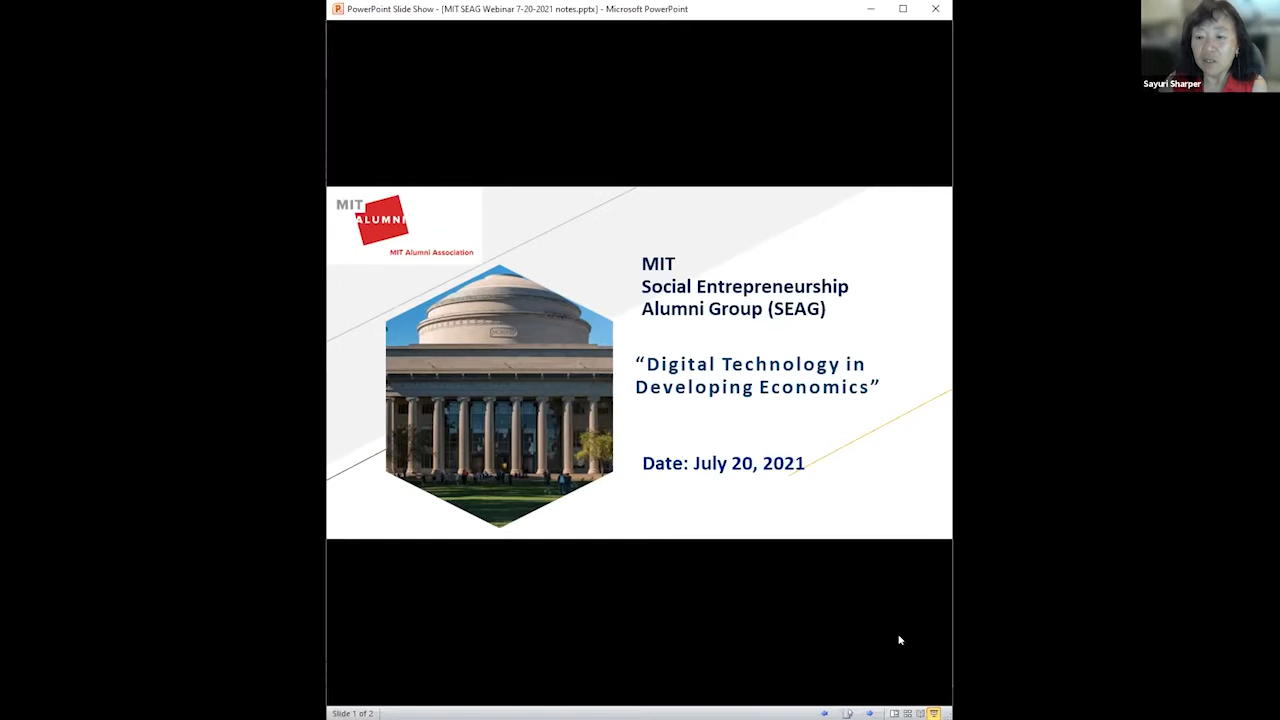 PowerPoint Slide Show - [MIT SEAG Webinar 7-20-2021 notes.pptx] - Microsoft PowerPoint
Sayuri Sharper
MIT
ALUMNI
MIT Alumni Association
MIT
Social Entrepreneurship
Alumni Group (SEAG)
“Digital Technology in
Developing Economics”
Date: July 20, 2021
Slide 1 of 2